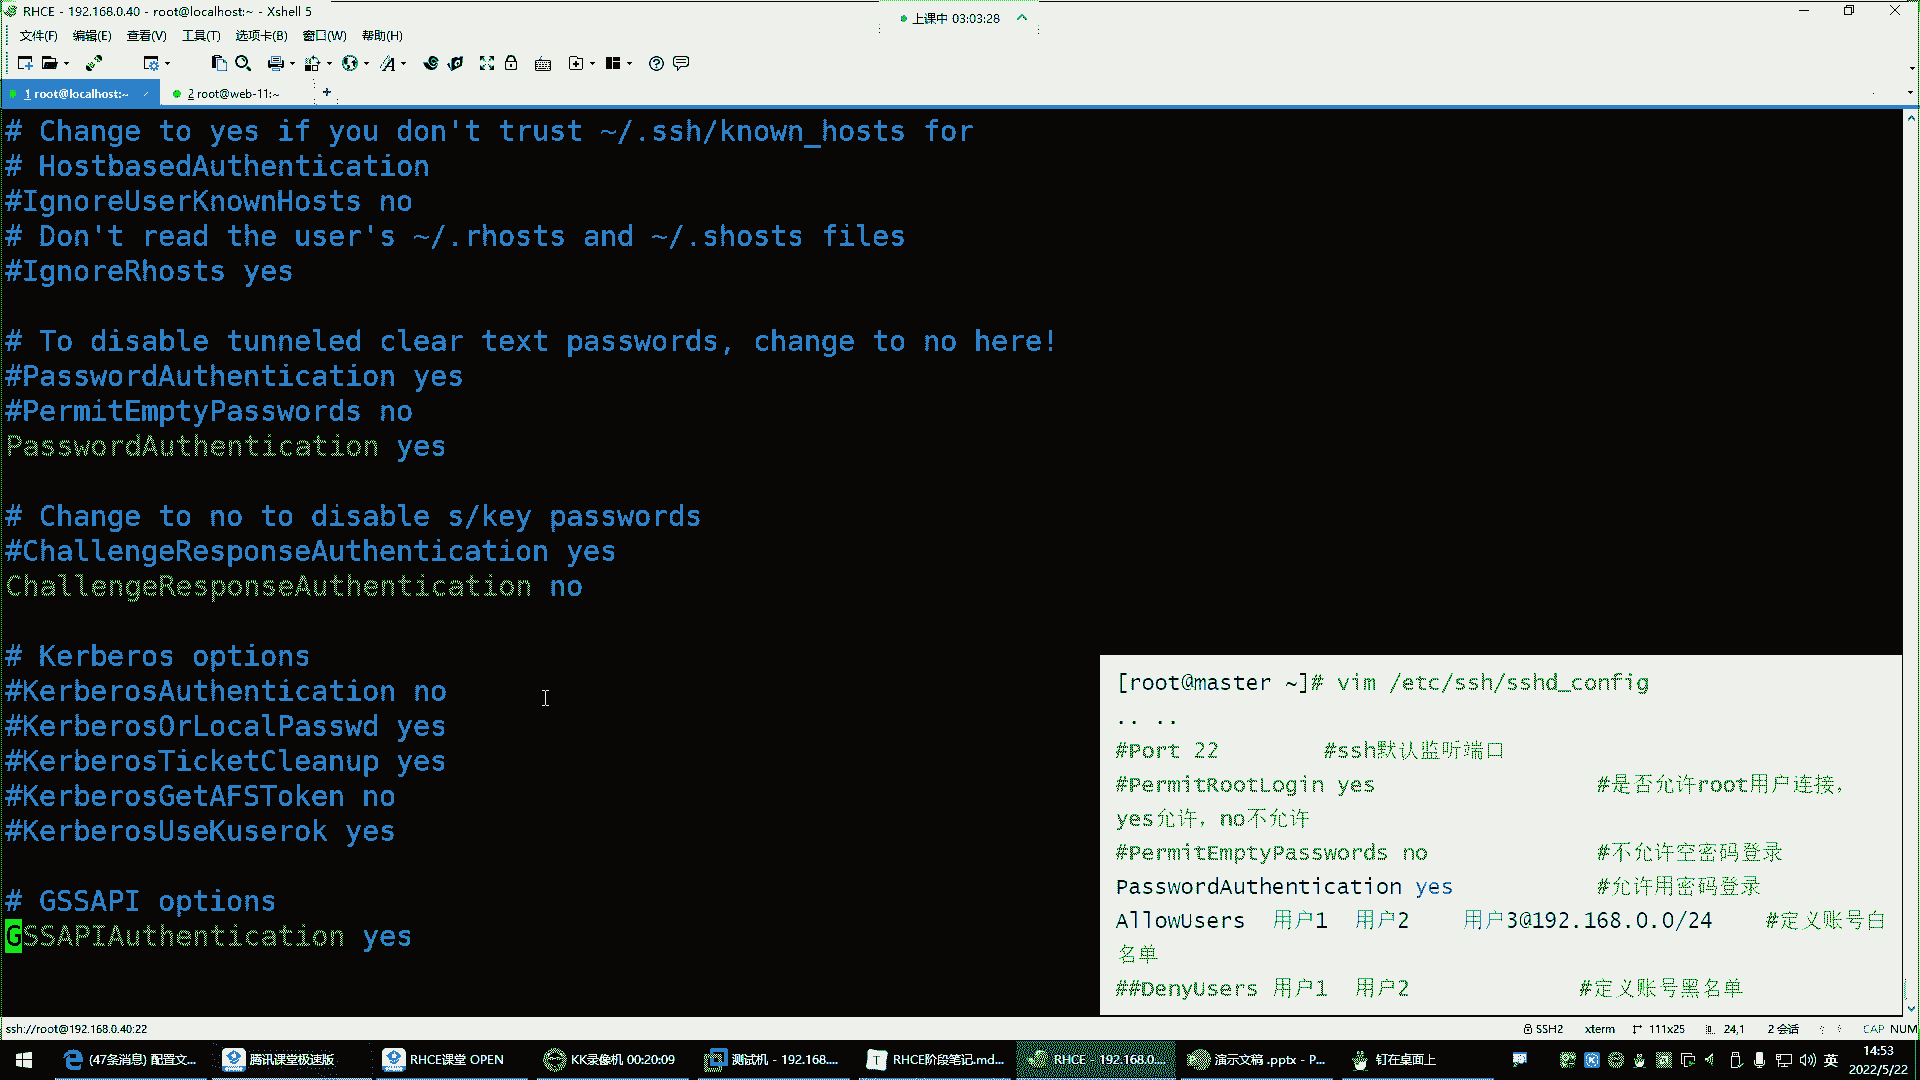 RHCE - 192.168.0.40 - root@localhost:~ - Xshell 5
上课中 03:03:28
文件(F) 编辑(E) 查看(V) 工具(T) 选项卡(B) 窗口(W) 帮助(H)
1 root@localhost:~
2 root@web-11:~
+
# Change to yes if you don't trust ~/.ssh/known_hosts for
# HostbasedAuthentication
#IgnoreUserKnownHosts no
# Don't read the user's ~/.rhosts and ~/.shosts files
#IgnoreRhosts yes
# To disable tunneled clear text passwords, change to no here!
#PasswordAuthentication yes
#PermitEmptyPasswords no
PasswordAuthentication yes
# Change to no to disable s/key passwords
#ChallengeResponseAuthentication yes
ChallengeResponseAuthentication no
# Kerberos options
#KerberosAuthentication no
#KerberosOrLocalPasswd yes
#KerberosTicketCleanup yes
#KerberosGetAFSToken no
#KerberosUseKuserok yes
# GSSAPI options
GSSAPIAuthentication yes
[root@master ~]# vim /etc/ssh/sshd_config
.. ..
#Port 22 #ssh默认监听端口
#PermitRootLogin yes #是否允许root用户连接，
yes允许，no不允许
#PermitEmptyPasswords no #不允许空密码登录
PasswordAuthentication yes #允许用密码登录
AllowUsers 用户1 用户2 用户3@192.168.0.0/24 #定义账号白
名单
##DenyUsers 用户1 用户2 #定义账号黑名单
ssh://root@192.168.0.40:22
SSH2 xterm 111x25 24,1 2 会话 CAP NUM
(47条消息) 配置文... 腾讯课堂极速版 RHCE课堂 OPEN KK录像机 00:20:09 测试机 - 192.168.... RHCE阶段笔记.md... RHCE - 192.168.0.... 演示文稿.pptx - P... 钉在桌面上 英
14:53
2022/5/22